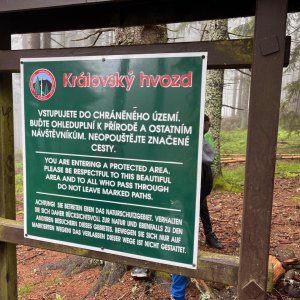 Královský hvozd
VSTUPUJETE DO CHRÁNĚNÉHO ÚZEMÍ.
BUĎTE OHLEDUPLNÍ K PŘÍRODĚ A OSTATNÍM
NÁVŠTĚVNÍKŮM. NEOPOUŠTĚJTE ZNAČENÉ
CESTY.
YOU ARE ENTERING A PROTECTED AREA.
PLEASE BE RESPECTFUL TO THIS BEAUTIFUL
AREA AND TO ALL WHO PASS THROUGH
DO NOT LEAVE MARKED PATHS.
ACHTUNG! SIE BETRETEN EBEN DAS NATURSCHUTZGEBIET. VERHALTEN
SIE SICH DAHER RÜCKSICHTSVOLL ZUR NATUR UND EBENFALLS ZU DEN
ANDEREN BESUCHERN DIESES GEBIETES. BEWEGEN SIE SICH NUR AUF
DEN MARKIERTEN WEGEN DAS VERLASSEN DIESER WEGE IST NICHT GESTATTET.